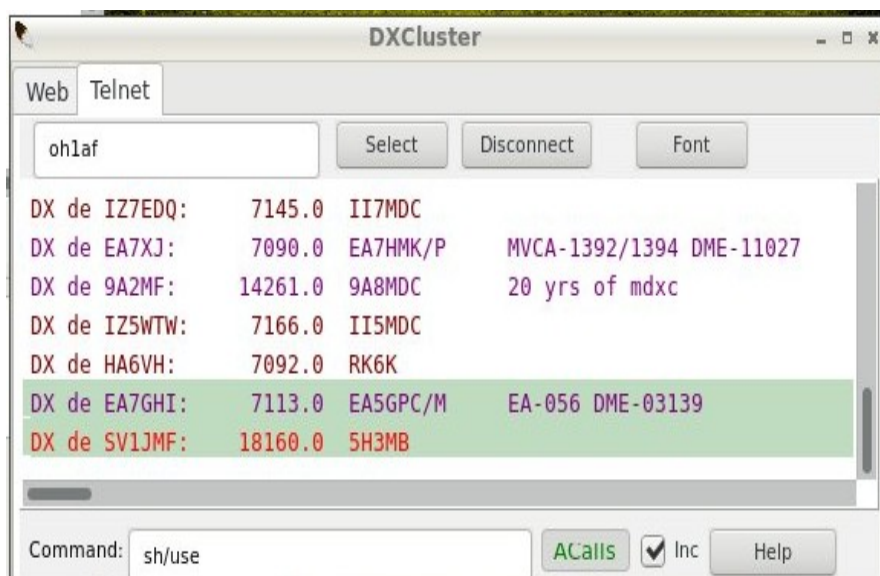 DXCluster
Web Telnet
oh1af Select Disconnect Font
DX de IZ7EDQ: 7145.0 II7MDC
DX de EA7XJ: 7090.0 EA7HMK/P MVCA-1392/1394 DME-11027
DX de 9A2MF: 14261.0 9A8MDC 20 yrs of mdxc
DX de IZ5WTW: 7166.0 II5MDC
DX de HA6VH: 7092.0 RK6K
DX de EA7GHI: 7113.0 EA5GPC/M EA-056 DME-03139
DX de SV1JMF: 18160.0 5H3MB
Command: sh/use ACalls Inc Help